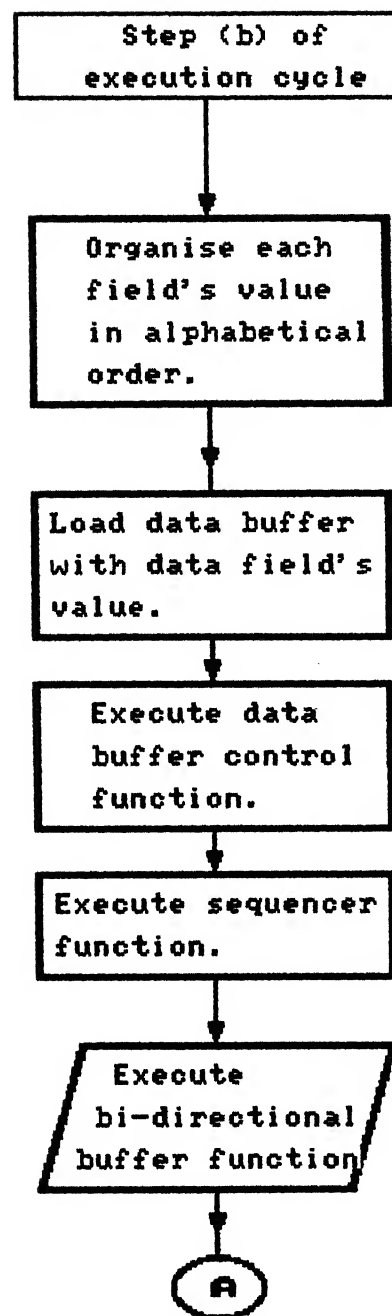 Step (b) of
execution cycle
Organise each
field's value
in alphabetical
order.
Load data buffer
with data field's
value.
Execute data
buffer control
function.
Execute sequencer
function.
Execute
bi-directional
buffer function
A